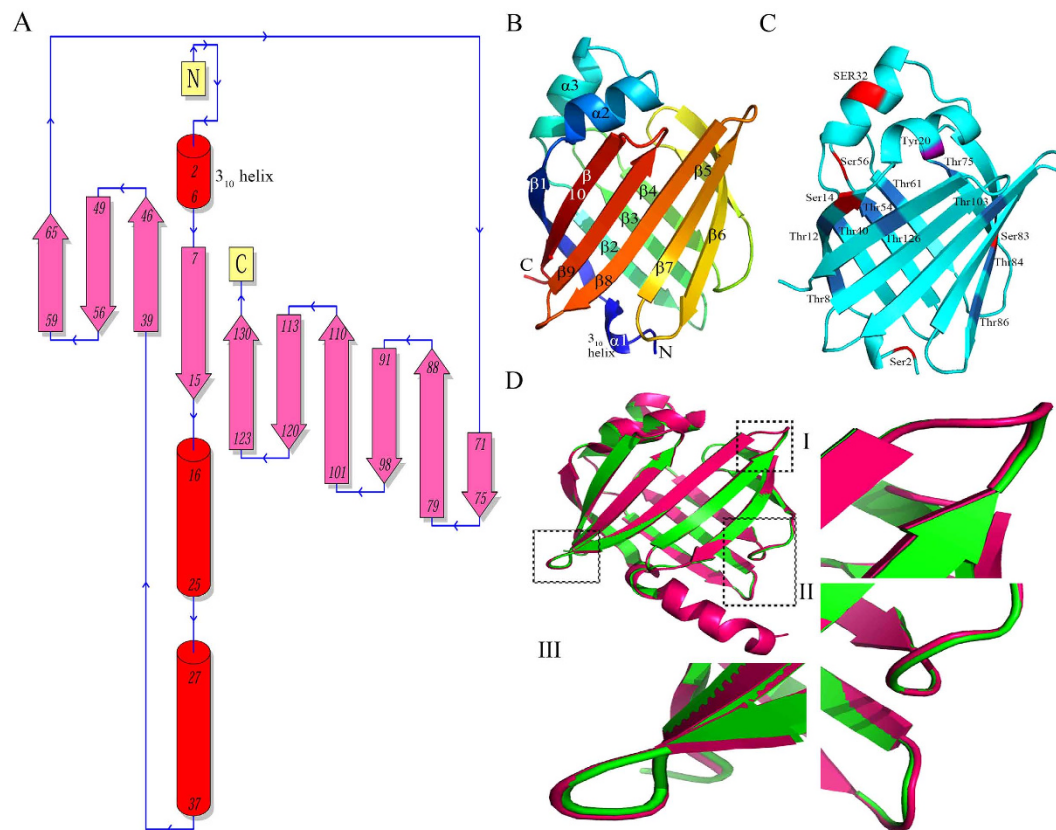 A
N
2
6
3₁₀ helix
65
59
49
56
46
39
7
15
C
130
123
113
120
110
101
91
98
88
79
71
75
16
25
27
37
B
α3
α2
β1
β
10
β4
β5
β3
β2
β6
β7
β9
β8
C
3₁₀
helix
α1
N
C
SER32
Tyr20
Ser56
Thr75
Thr61
Ser14
Thr54
Thr103
Thr12
Thr40
Thr126
Ser83
Thr84
Thr8
Thr86
Ser2
D
I
II
III